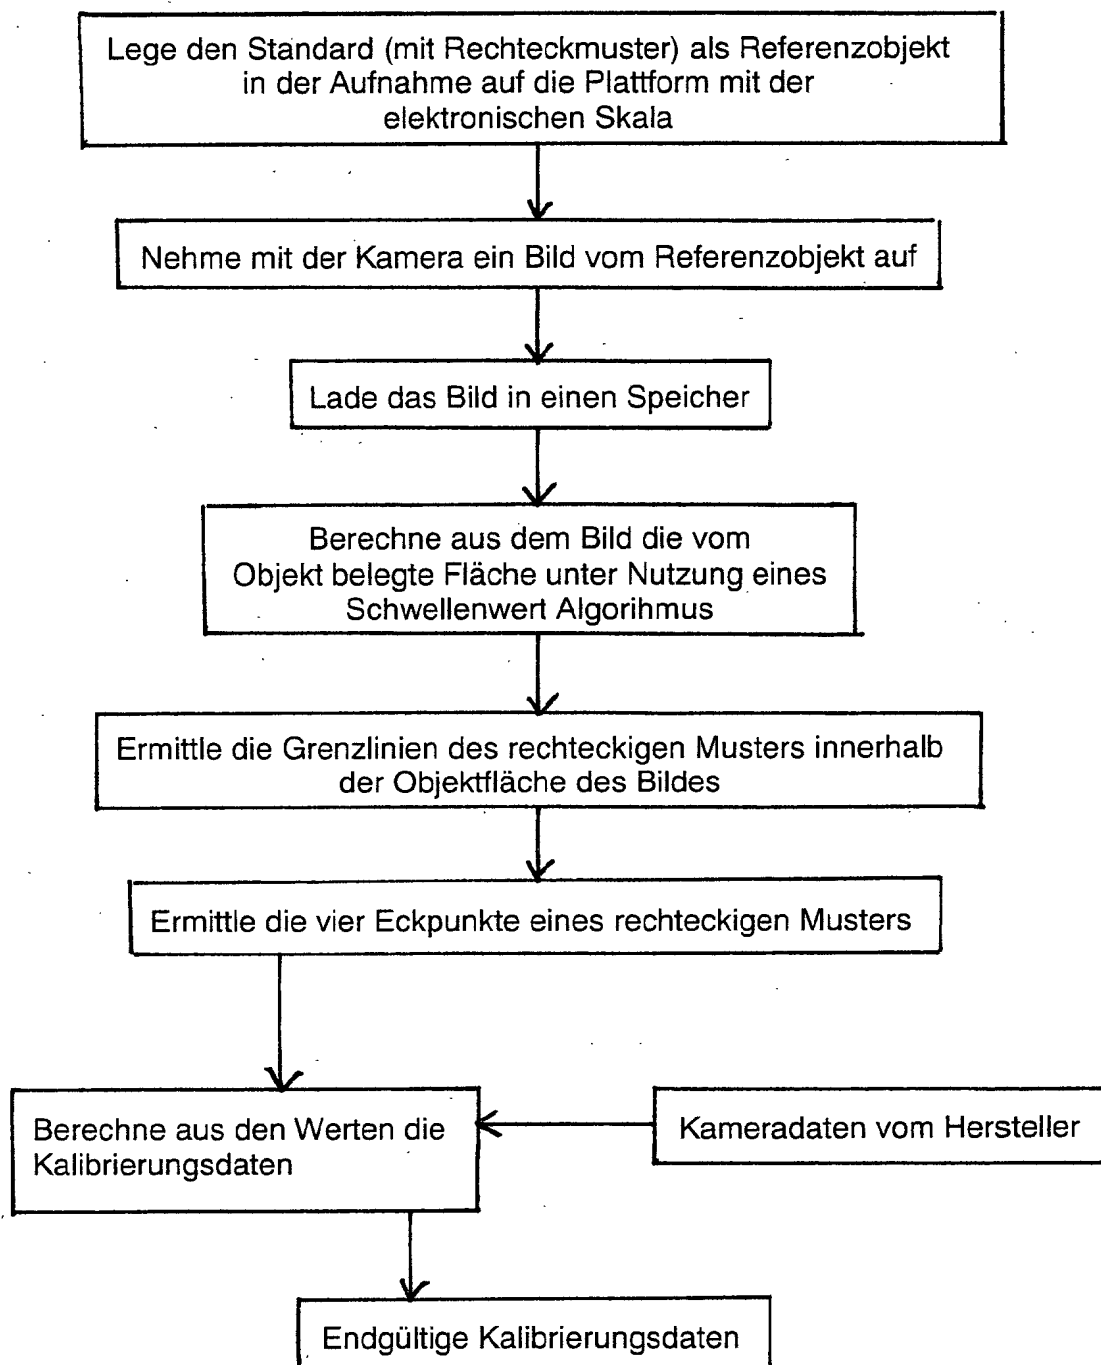 Lege den Standard (mit Rechteckmuster) als Referenzobjekt
in der Aufnahme auf die Plattform mit der
elektronischen Skala
Nehme mit der Kamera ein Bild vom Referenzobjekt auf
Lade das Bild in einen Speicher
Berechne aus dem Bild die vom
Objekt belegte Fläche unter Nutzung eines
Schwellenwert Algorihmus
Ermittle die Grenzlinien des rechteckigen Musters innerhalb
der Objektfläche des Bildes
Ermittle die vier Eckpunkte eines rechteckigen Musters
Berechne aus den Werten die
Kalibrierungsdaten
Kameradaten vom Hersteller
Endgültige Kalibrierungsdaten